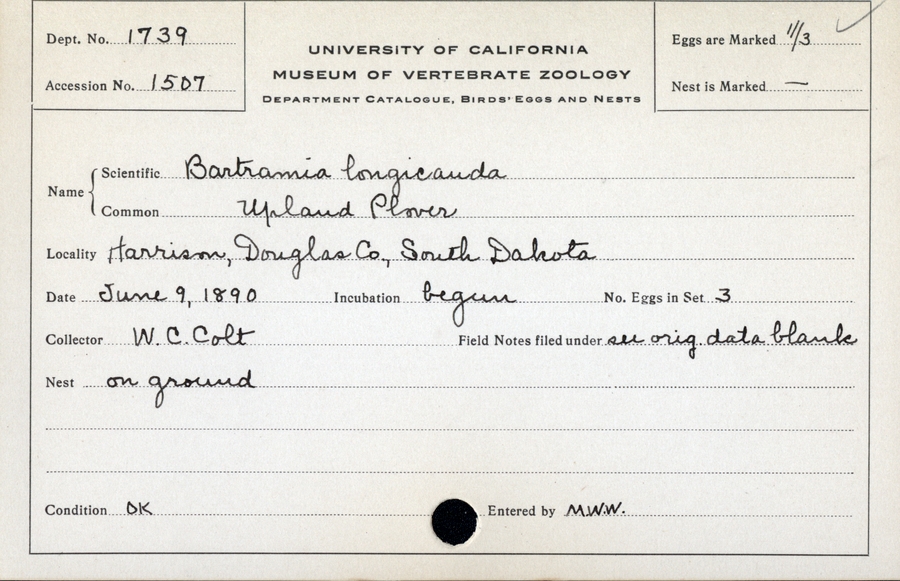 Dept. No. 1739
Accession No. 1507
UNIVERSITY OF CALIFORNIA
MUSEUM OF VERTEBRATE ZOOLOGY
DEPARTMENT CATALOGUE, BIRDS' EGGS AND NESTS
Eggs are Marked 11/3
Nest is Marked —
Name
Scientific Bartramia longicauda
Common Upland Plover
Locality Harrison, Douglas Co., South Dakota
Date June 9, 1890 Incubation begun No. Eggs in Set 3
Collector W. C. Colt Field Notes filed under see orig. data blank
Nest on ground
Condition OK Entered by M.W.W.